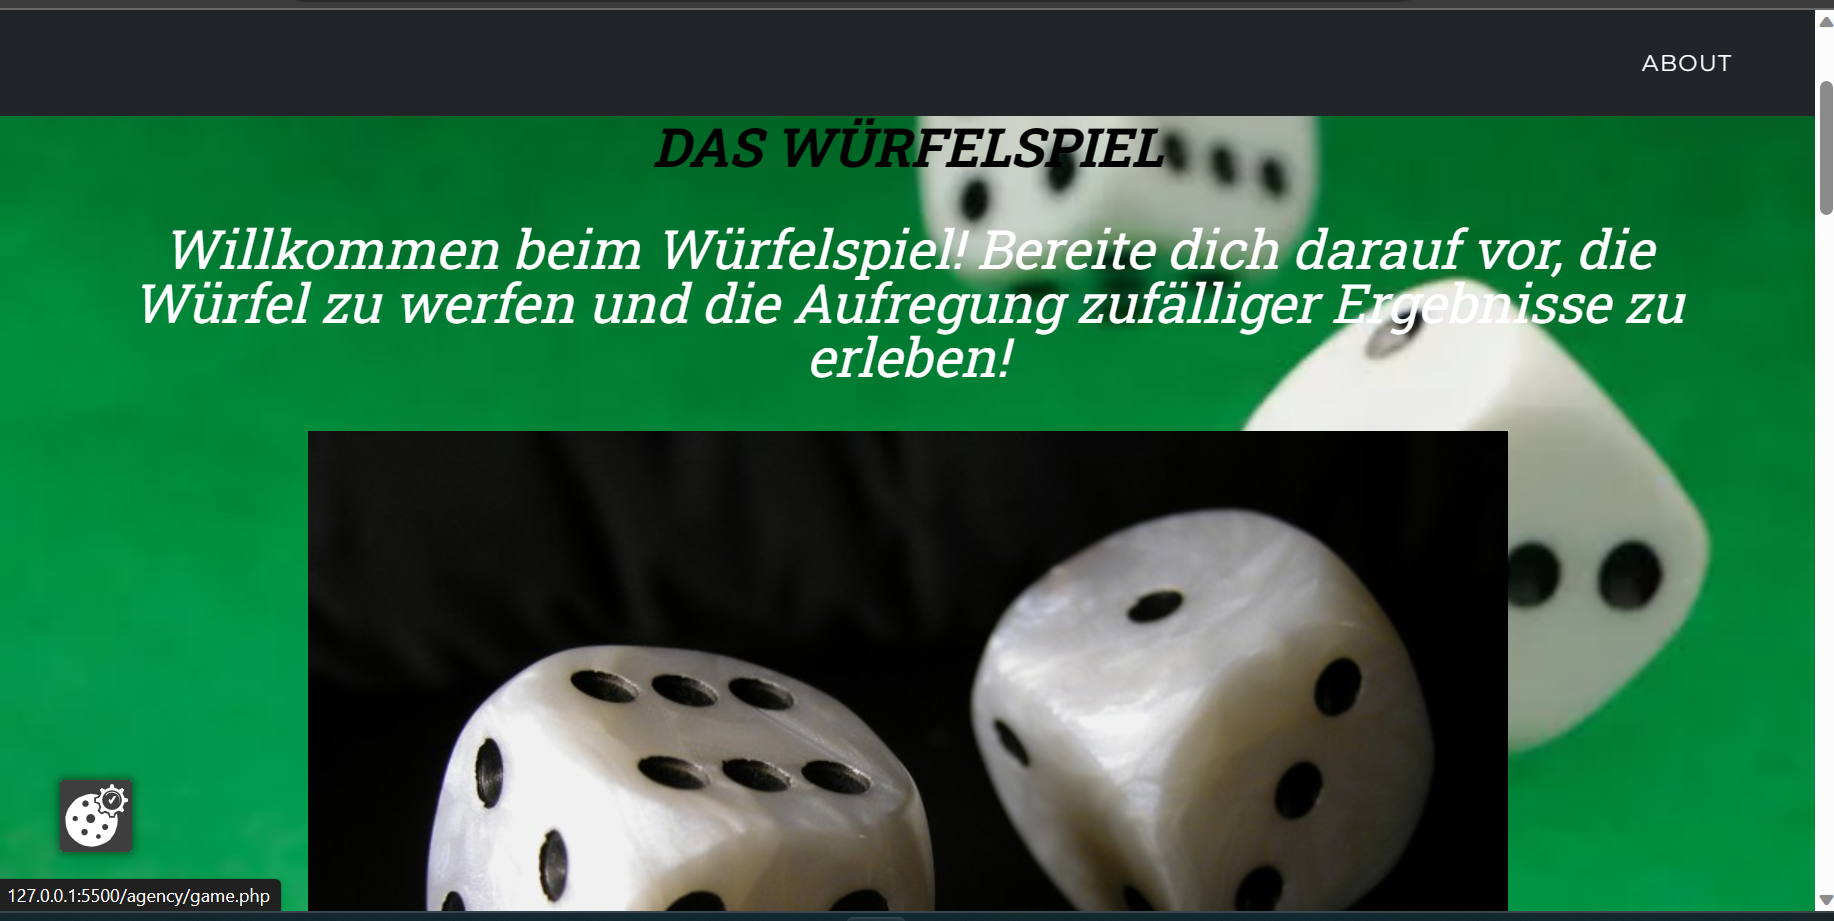 ABOUT
DAS WÜRFELSPIEL
Willkommen beim Würfelspiel! Bereite dich darauf vor, die
Würfel zu werfen und die Aufregung zufälliger Ergebnisse zu
erleben!
127.0.0.1:5500/agency/game.php